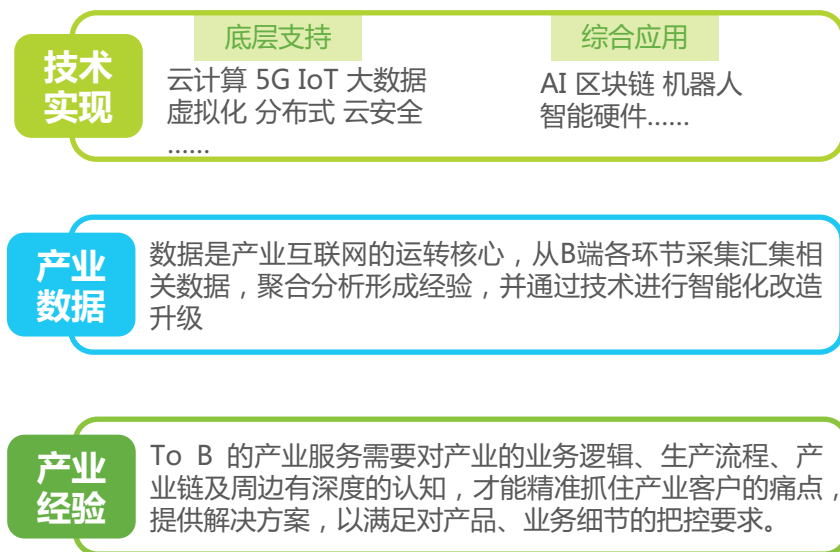 技术
实现
底层支持
云计算 5G IoT 大数据
虚拟化 分布式 云安全
……
综合应用
AI 区块链 机器人
智能硬件……
产业
数据
数据是产业互联网的运转核心，从B端各环节采集汇集相
关数据，聚合分析形成经验，并通过技术进行智能化改造
升级
产业
经验
To B 的产业服务需要对产业的业务逻辑、生产流程、产
业链及周边有深度的认知，才能精准抓住产业客户的痛点，
提供解决方案，以满足对产品、业务细节的把控要求。